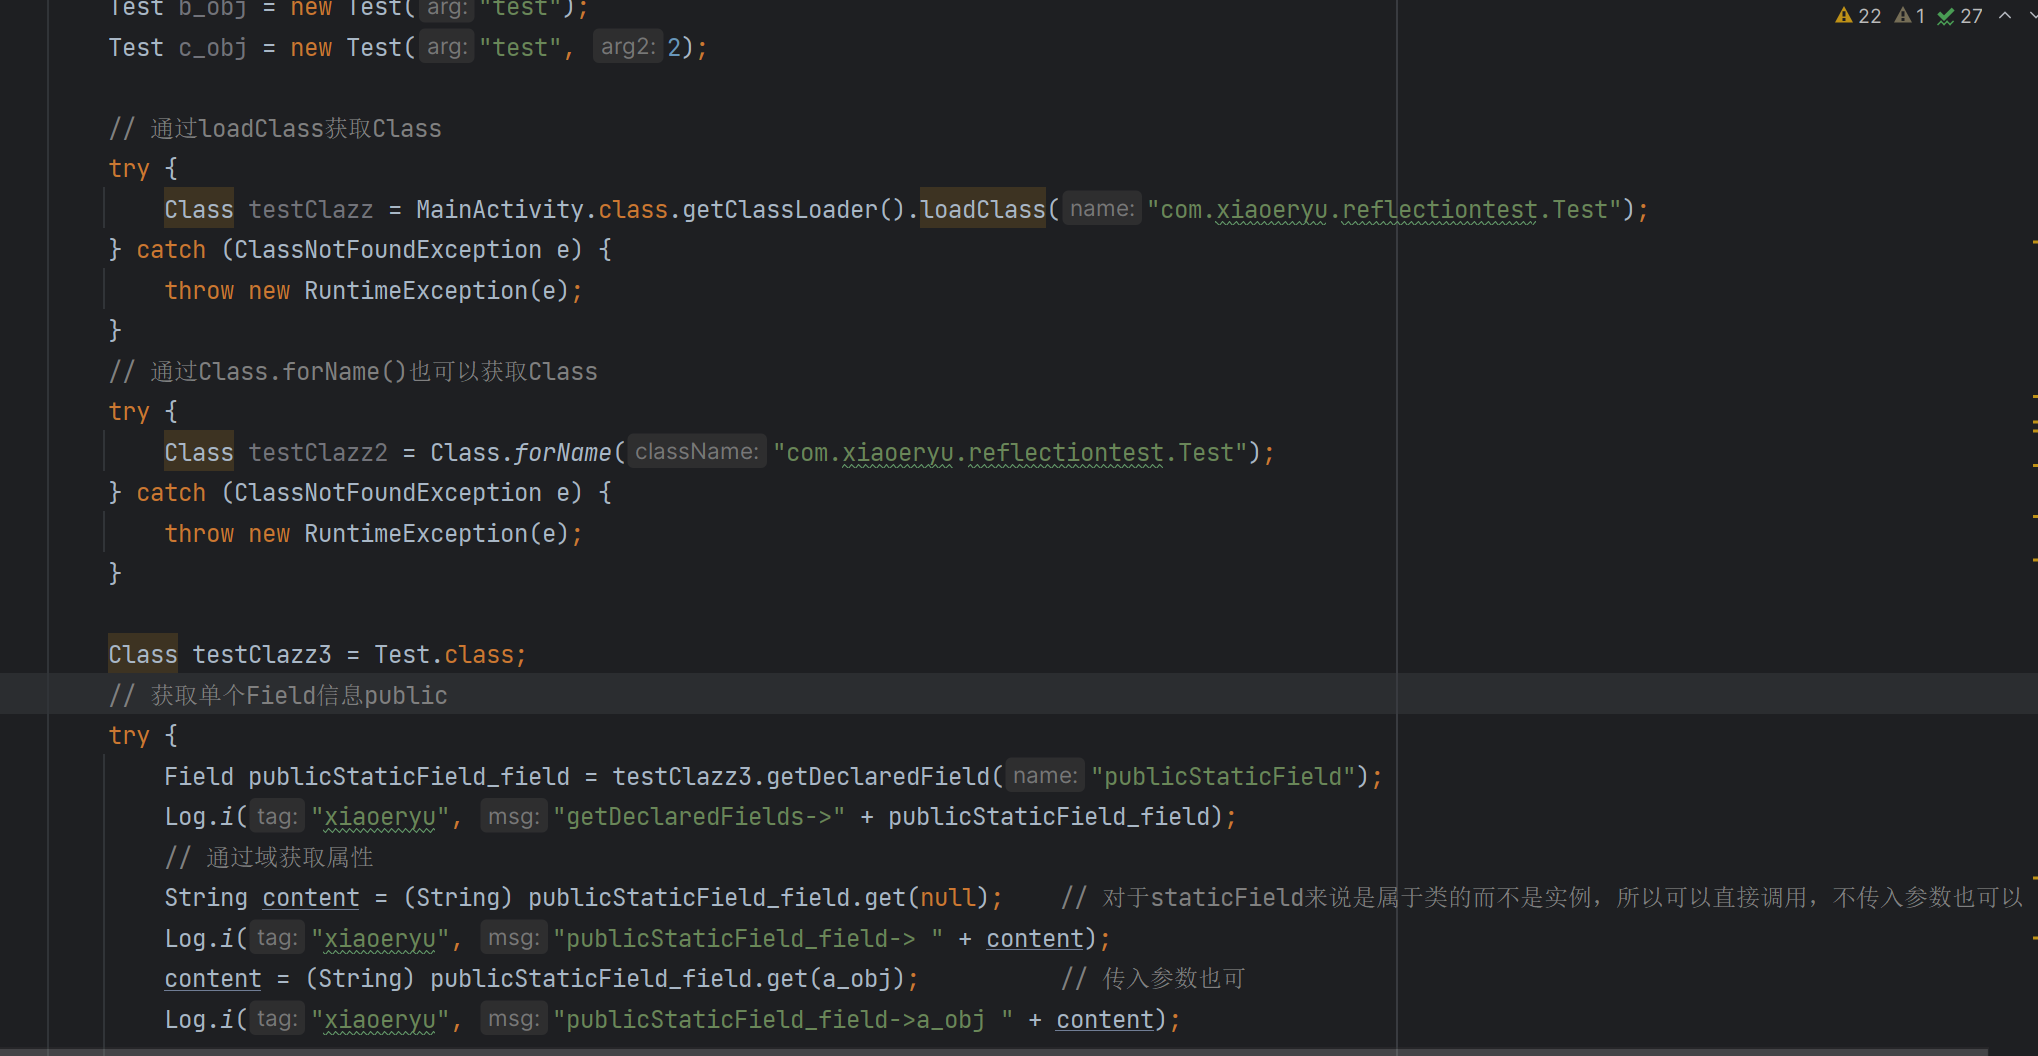 Test b_obj = new Test( arg: "test");
22 1 27
Test c_obj = new Test( arg: "test", arg2: 2);
// 通过loadClass获取Class
try {
Class testClazz = MainActivity.class.getClassLoader().loadClass( name: "com.xiaoeryu.reflectiontest.Test");
} catch (ClassNotFoundException e) {
throw new RuntimeException(e);
}
// 通过Class.forName()也可以获取Class
try {
Class testClazz2 = Class.forName( className: "com.xiaoeryu.reflectiontest.Test");
} catch (ClassNotFoundException e) {
throw new RuntimeException(e);
}
Class testClazz3 = Test.class;
// 获取单个Field信息public
try {
Field publicStaticField_field = testClazz3.getDeclaredField( name: "publicStaticField");
Log.i( tag: "xiaoeryu", msg: "getDeclaredFields->" + publicStaticField_field);
// 通过域获取属性
String content = (String) publicStaticField_field.get(null); // 对于staticField来说是属于类的而不是实例，所以可以直接调用，不传入参数也可以
Log.i( tag: "xiaoeryu", msg: "publicStaticField_field-> " + content);
content = (String) publicStaticField_field.get(a_obj); // 传入参数也可
Log.i( tag: "xiaoeryu", msg: "publicStaticField_field->a_obj " + content);